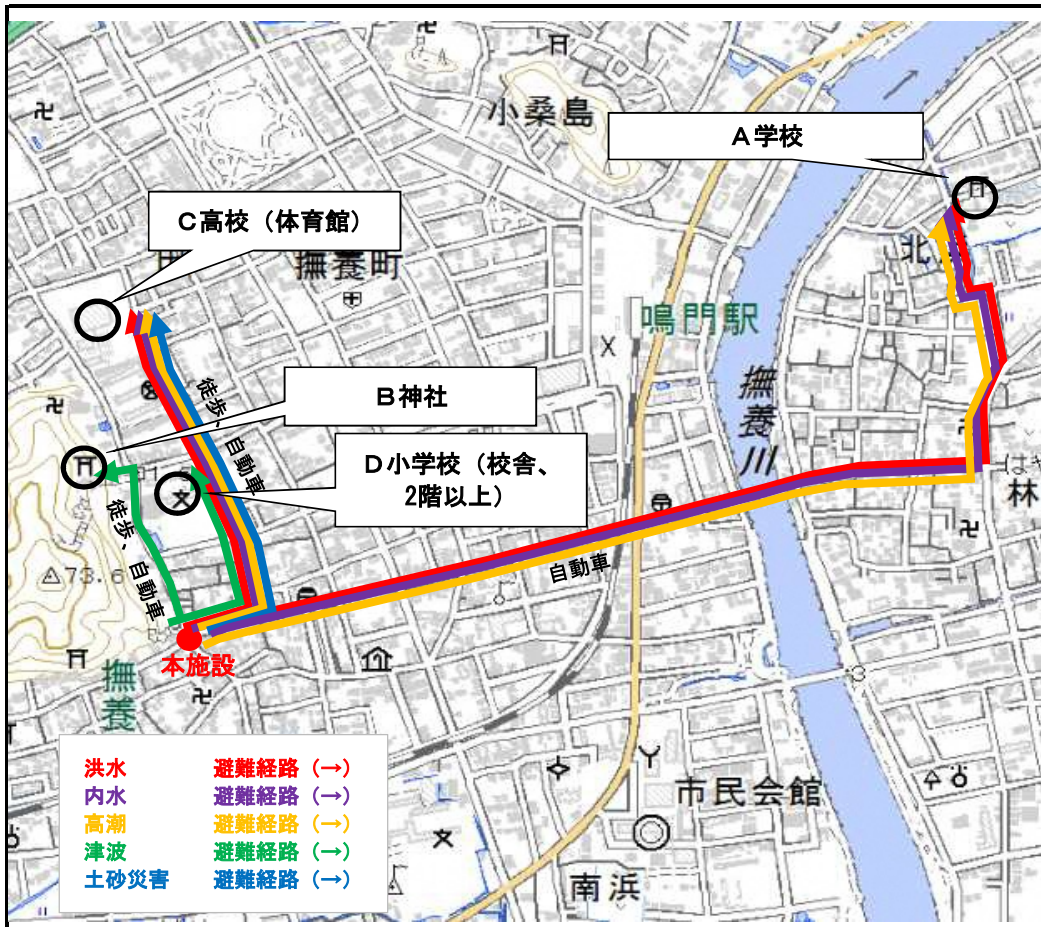 小桑島
A学校
C高校（体育館）
撫養町
北
鳴門駅
B神社
撫養川
徒歩、自動車
D小学校（校舎、
2階以上）
はや
林
徒歩、自動車
73.6
自動車
本施設
撫養
市民会館
南浜
洪水 避難経路（→）
内水 避難経路（→）
高潮 避難経路（→）
津波 避難経路（→）
土砂災害 避難経路（→）